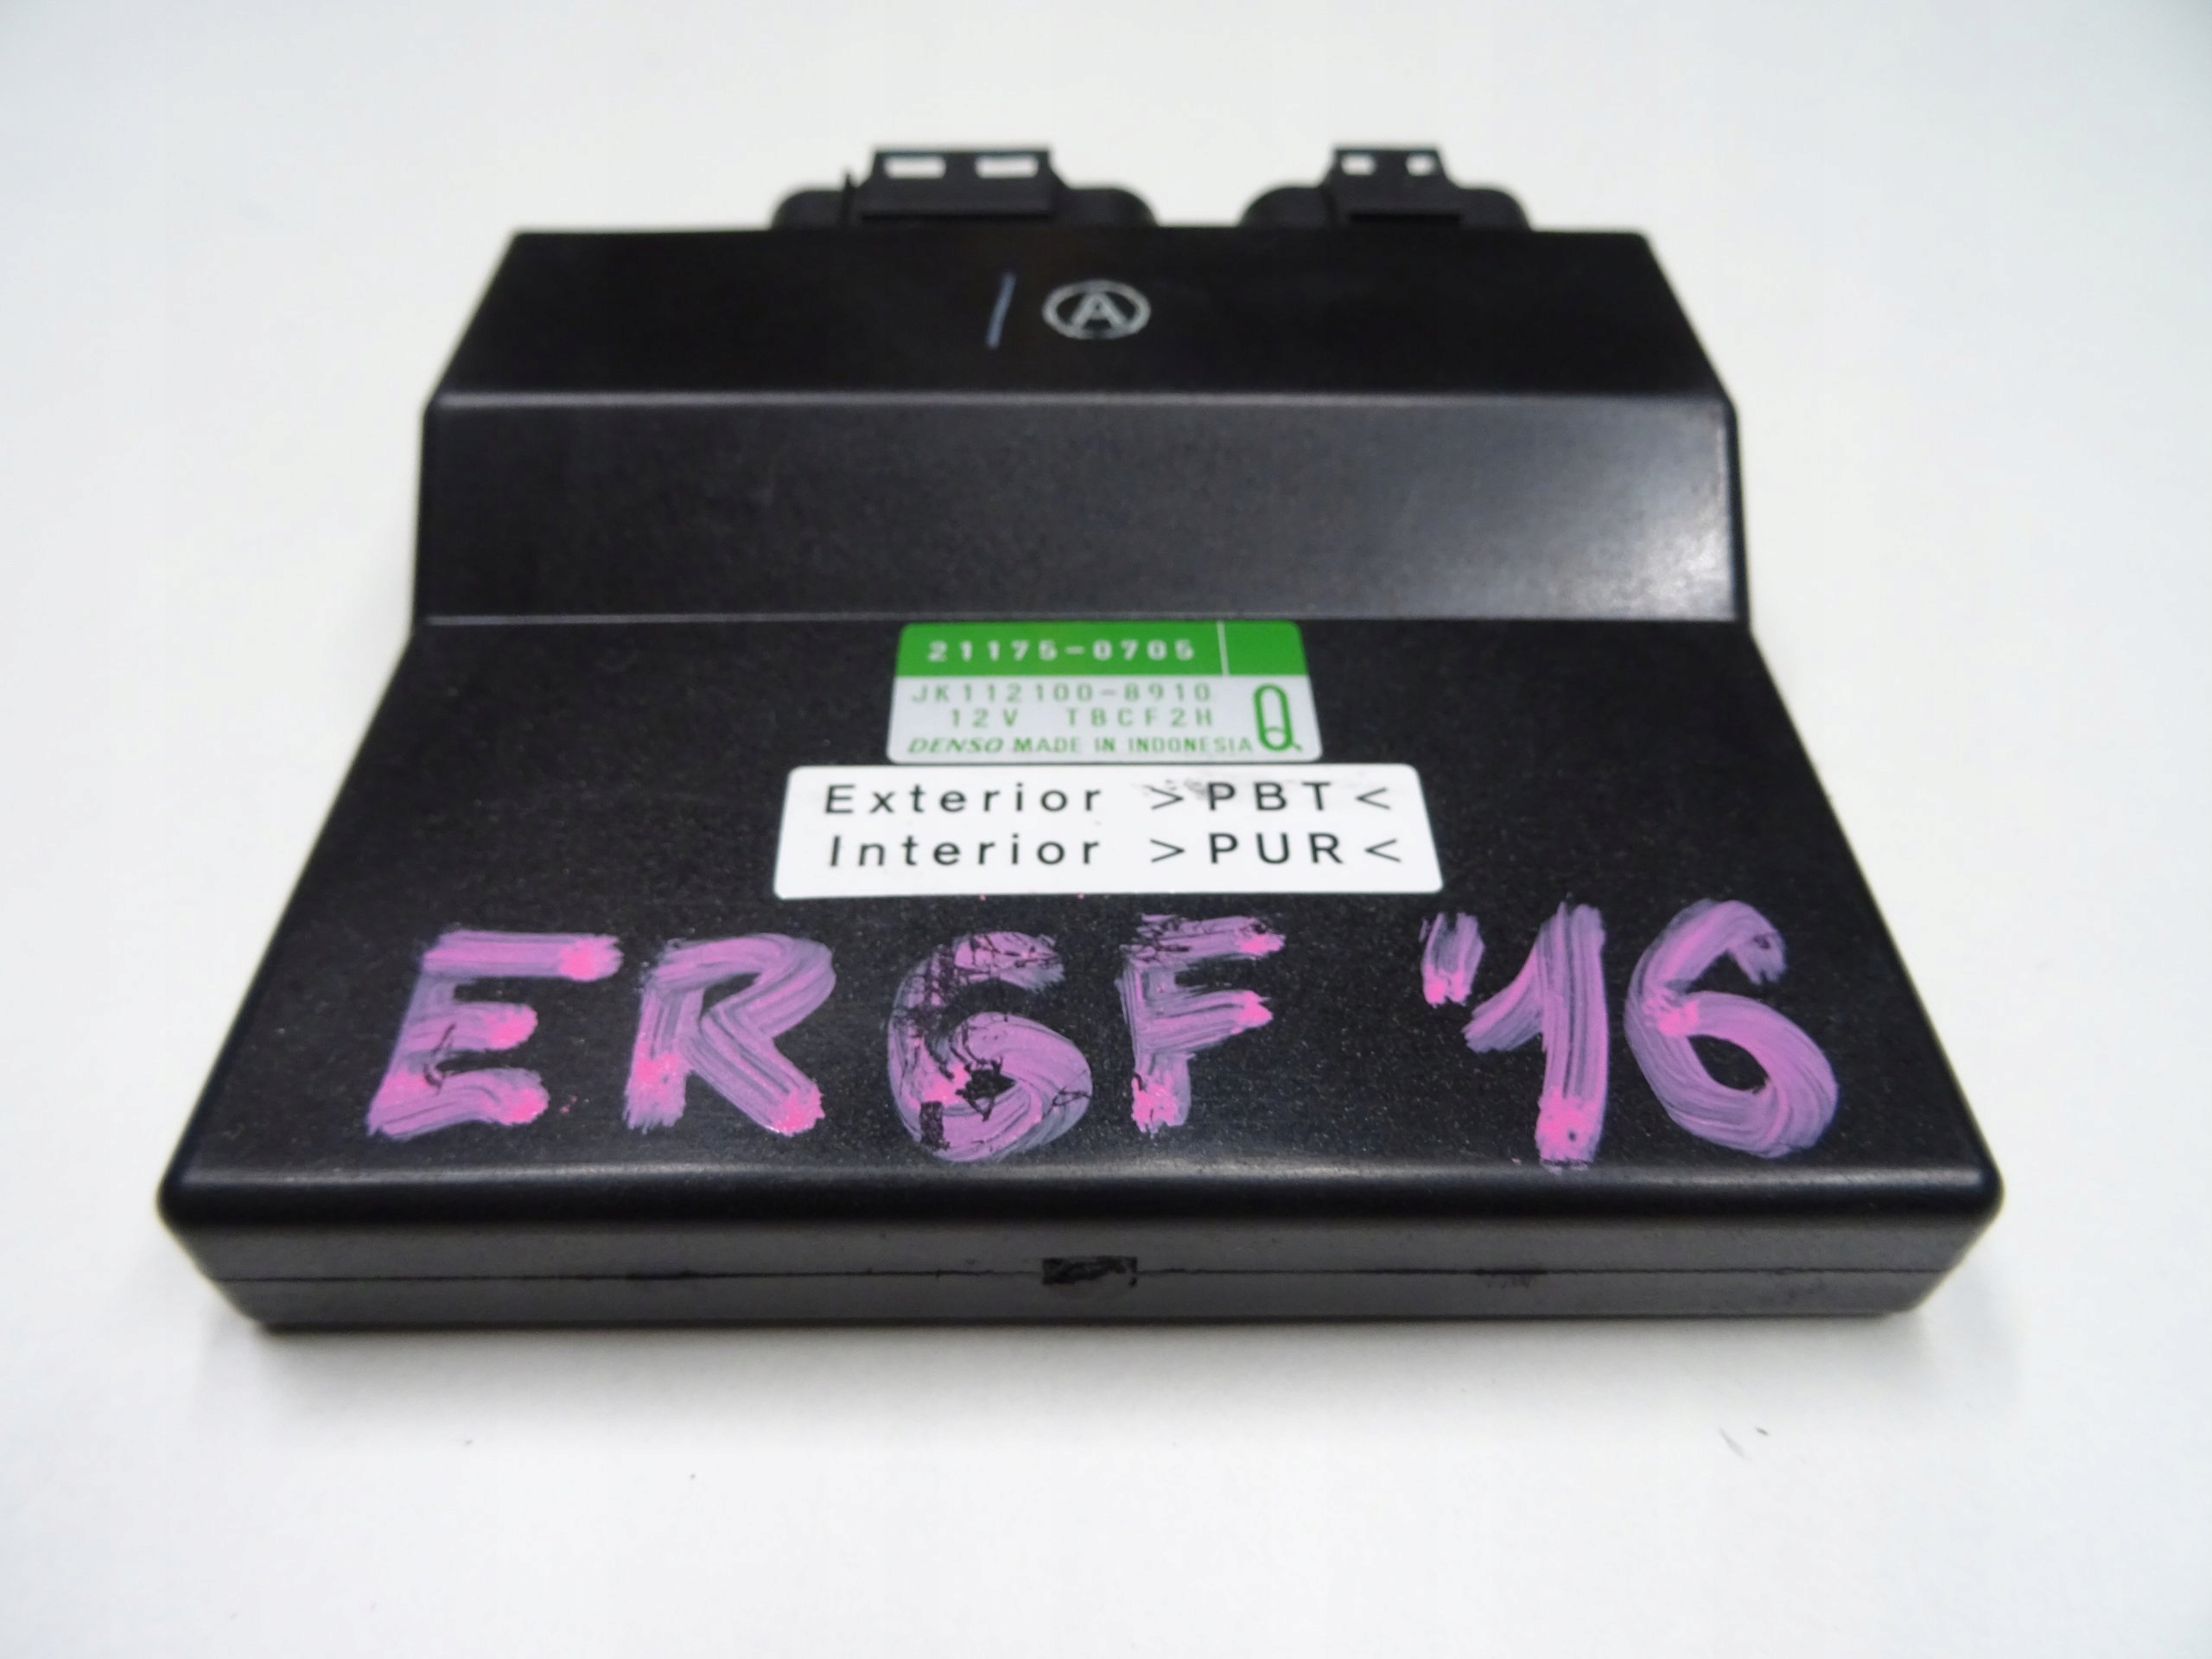 A
21175-0705
JK112100-8910
12V TBCF2H
Q
DENSO MADE IN INDONESIA
Exterior >PBT<
Interior >PUR<
ER6F '16